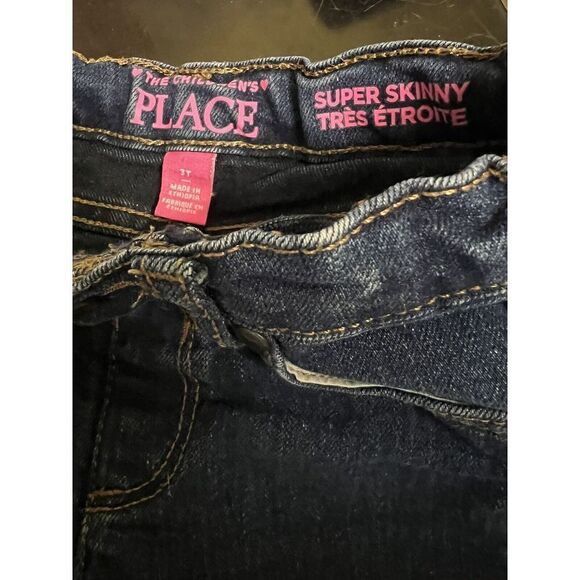 THE CHILDREN'S
PLACE
SUPER SKINNY
TRÈS ÉTROITE
3T
MADE IN
ETHIOPIA
FABRIQUÉ EN
ÉTHIOPIE